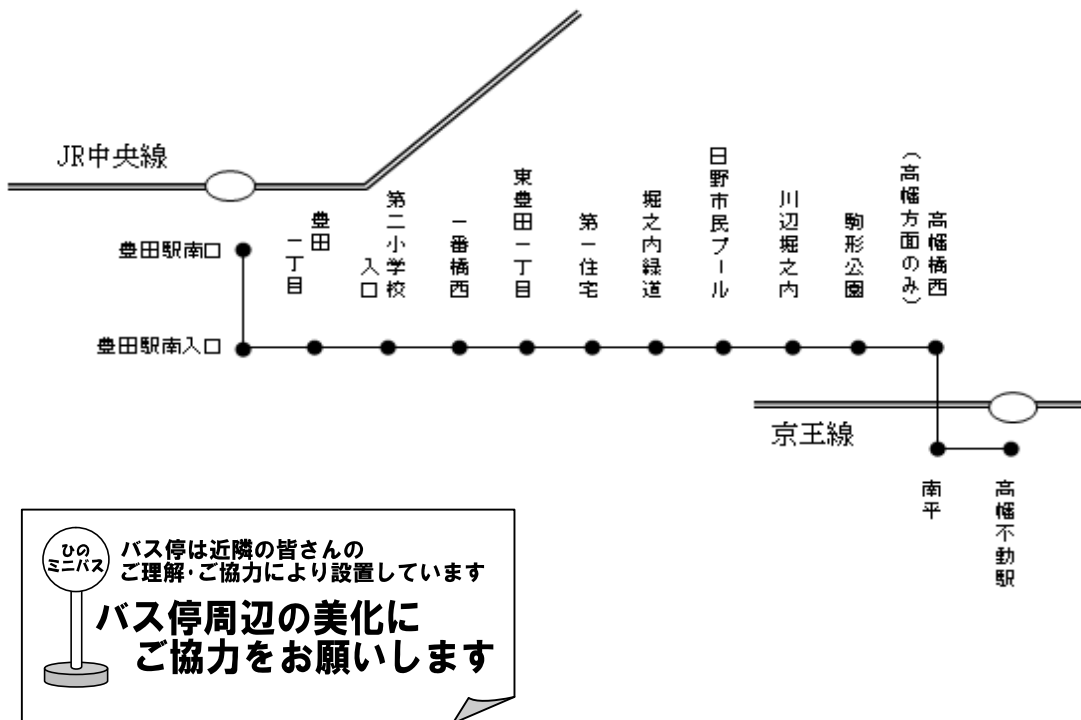 JR中央線
豊田駅南口
豊田駅南入口
豊田
一丁目
第二小学校
入口
一番橋西
東豊田一丁目
第一住宅
堀之内緑道
日野市民プール
川辺堀之内
駒形公園
高幡橋西
(高幡方面のみ)
京王線
南平
高幡不動駅
ひの
ミニバス
バス停は近隣の皆さんの
ご理解・ご協力により設置しています
バス停周辺の美化に
ご協力をお願いします